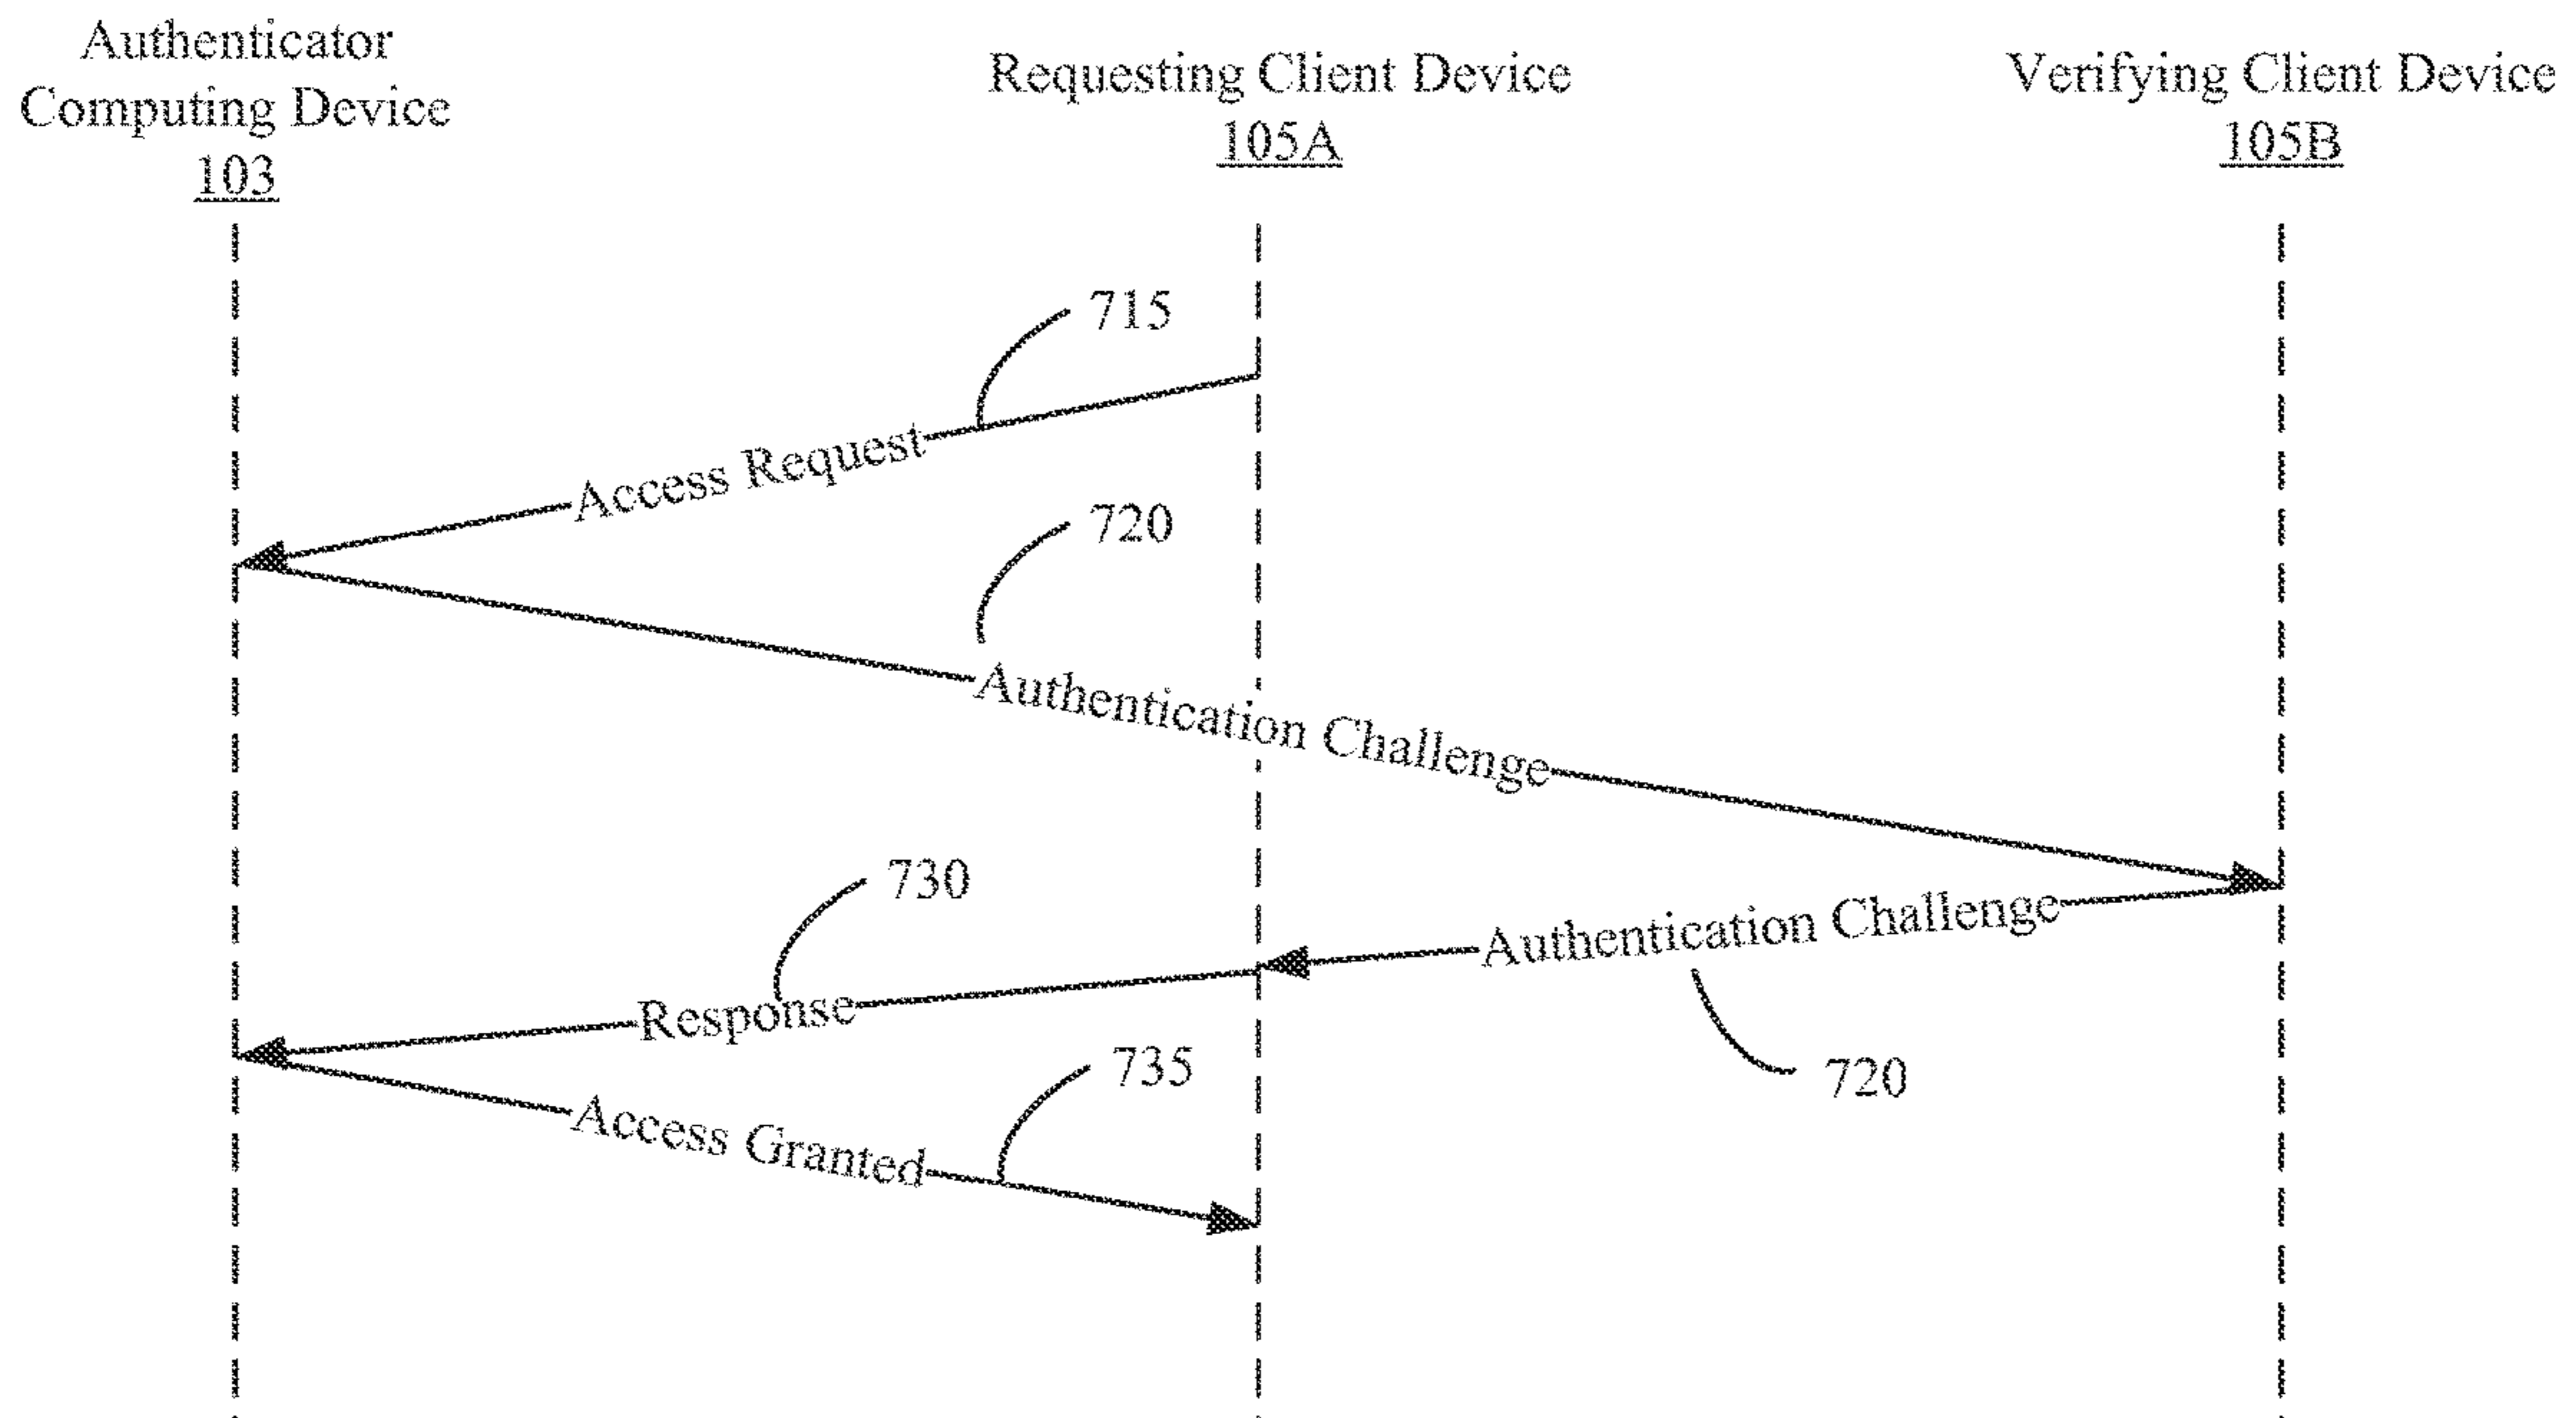 Authenticator
Computing Device
103
Requesting Client Device
105A
Verifying Client Device
105B
715
Access Request
720
Authentication Challenge
730
Authentication Challenge
Response
735
720
Access Granted